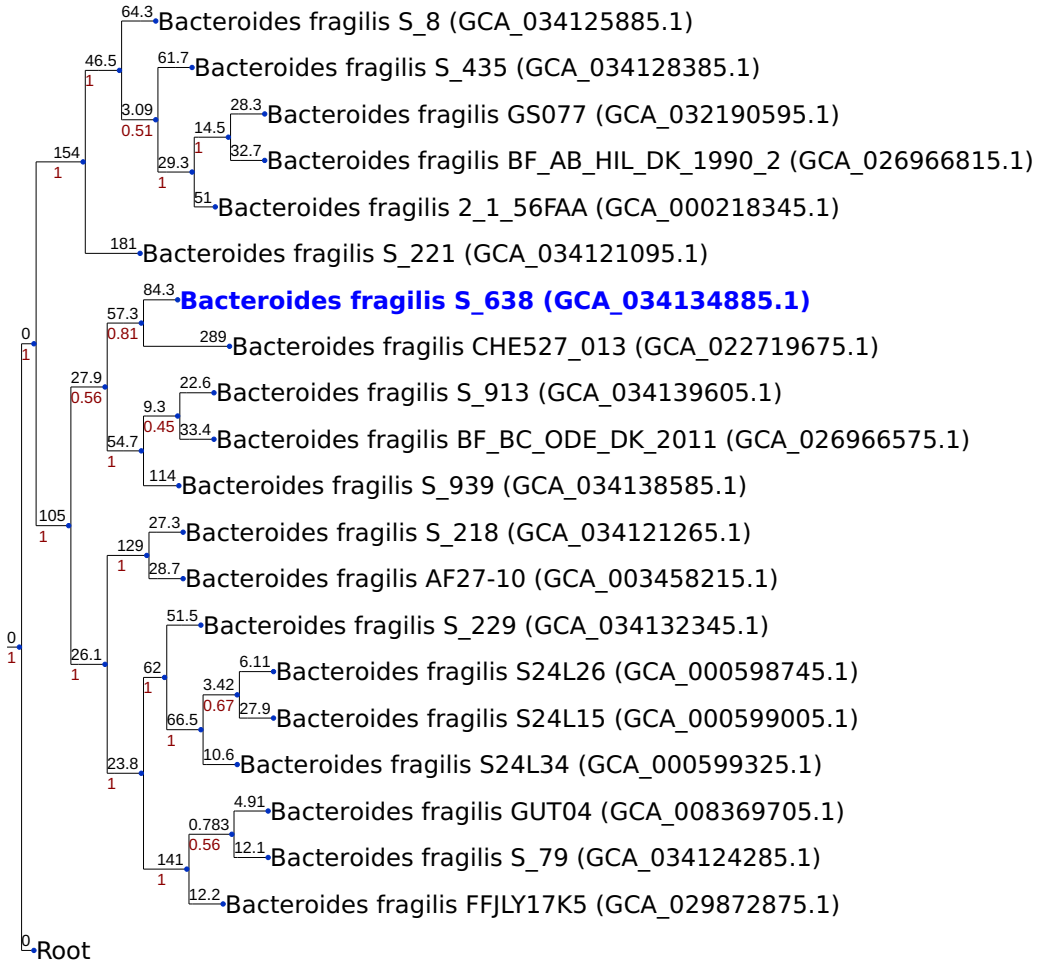 64.3 Bacteroides fragilis S_8 (GCA_034125885.1)
46.5 61.7 Bacteroides fragilis S_435 (GCA_034128385.1)
1
3.09 28.3 Bacteroides fragilis GS077 (GCA_032190595.1)
0.51 14.5
1 32.7 Bacteroides fragilis BF_AB_HIL_DK_1990_2 (GCA_026966815.1)
154 29.3
1 1
51 Bacteroides fragilis 2_1_56FAA (GCA_000218345.1)
181 Bacteroides fragilis S_221 (GCA_034121095.1)
84.3 Bacteroides fragilis S_638 (GCA_034134885.1)
57.3
0.81
0 289 Bacteroides fragilis CHE527_013 (GCA_022719675.1)
1
27.9 22.6 Bacteroides fragilis S_913 (GCA_034139605.1)
0.56
9.3
0.45 33.4 Bacteroides fragilis BF_BC_ODE_DK_2011 (GCA_026966575.1)
54.7
1
114 Bacteroides fragilis S_939 (GCA_034138585.1)
105 27.3 Bacteroides fragilis S_218 (GCA_034121265.1)
1
129
1 28.7 Bacteroides fragilis AF27-10 (GCA_003458215.1)
51.5 Bacteroides fragilis S_229 (GCA_034132345.1)
0
1
26.1 62 6.11 Bacteroides fragilis S24L26 (GCA_000598745.1)
1 1
3.42
0.67 27.9 Bacteroides fragilis S24L15 (GCA_000599005.1)
66.5
1
23.8 10.6 Bacteroides fragilis S24L34 (GCA_000599325.1)
1
4.91 Bacteroides fragilis GUT04 (GCA_008369705.1)
0.783
0.56
12.1 Bacteroides fragilis S_79 (GCA_034124285.1)
141
1
12.2 Bacteroides fragilis FFJLY17K5 (GCA_029872875.1)
0 Root